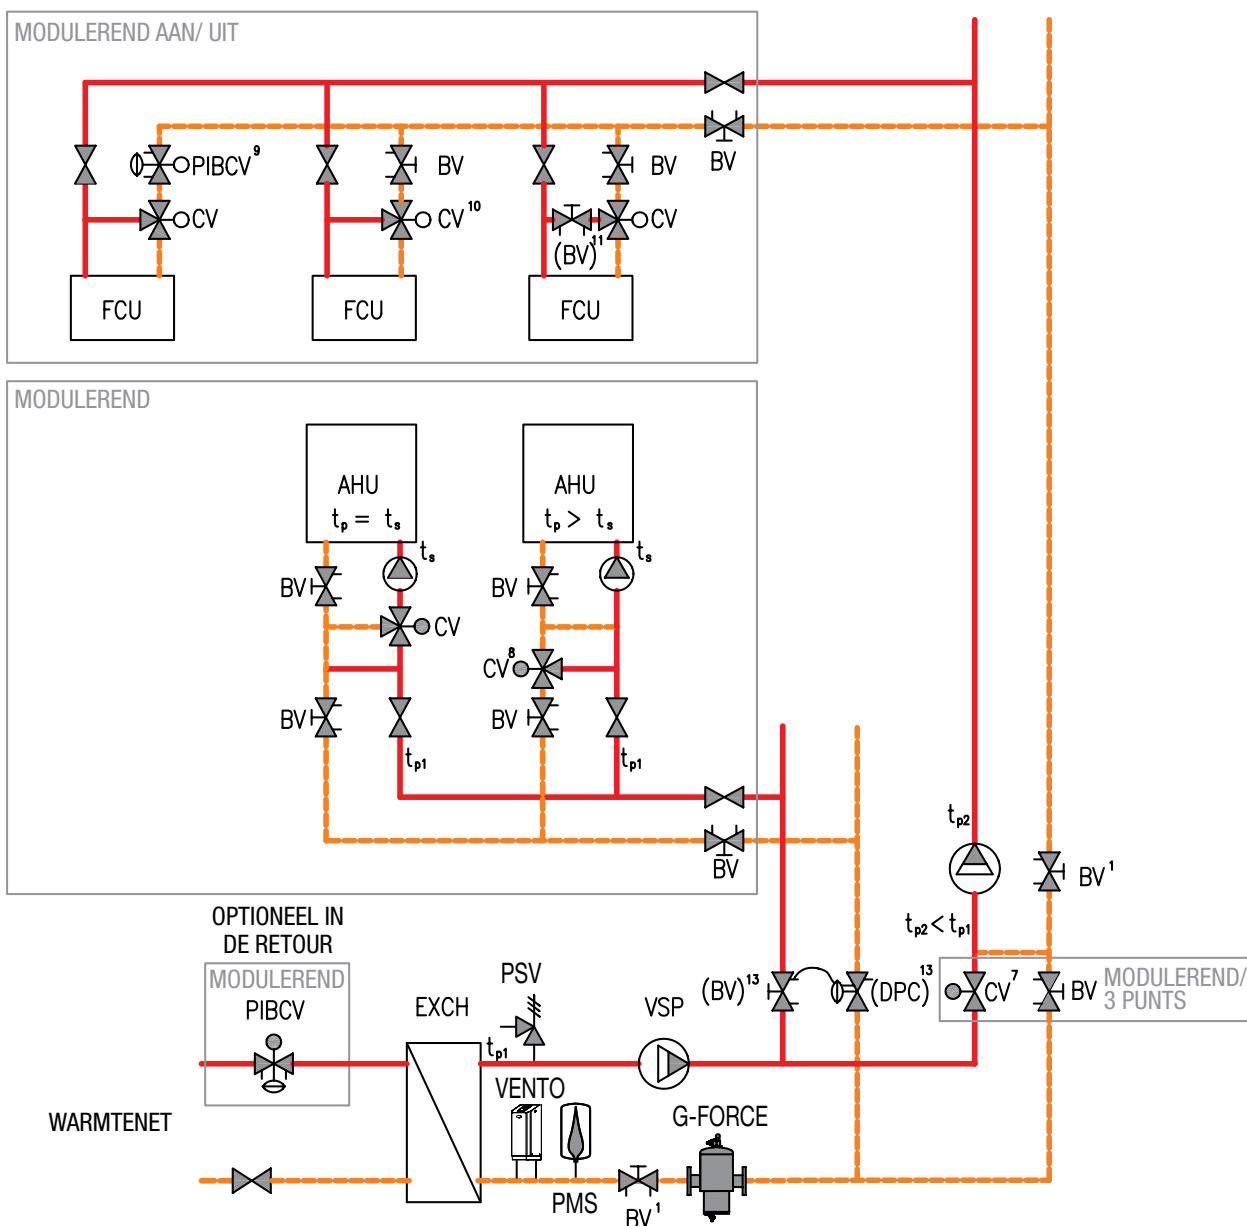 MODULEREND AAN/ UIT
PIBCV⁹
BV
BV
BV
CV
CV¹⁰
(BV)¹¹
CV
FCU
FCU
FCU
MODULEREND
AHU
tₚ = tₛ
AHU
tₚ > tₛ
tₛ
tₛ
BV
BV
CV
CV⁸
BV
BV
tₚ₁
tₚ₁
BV
tₚ₂
BV¹
tₚ₂ < tₚ₁
OPTIONEEL IN
DE RETOUR
MODULEREND
PIBCV
EXCH
PSV
tₚ₁
VSP
(BV)¹³
(DPC)¹³
CV⁷
BV
MODULEREND/
3 PUNTS
WARMTENET
VENTO
PMS
BV¹
G-FORCE